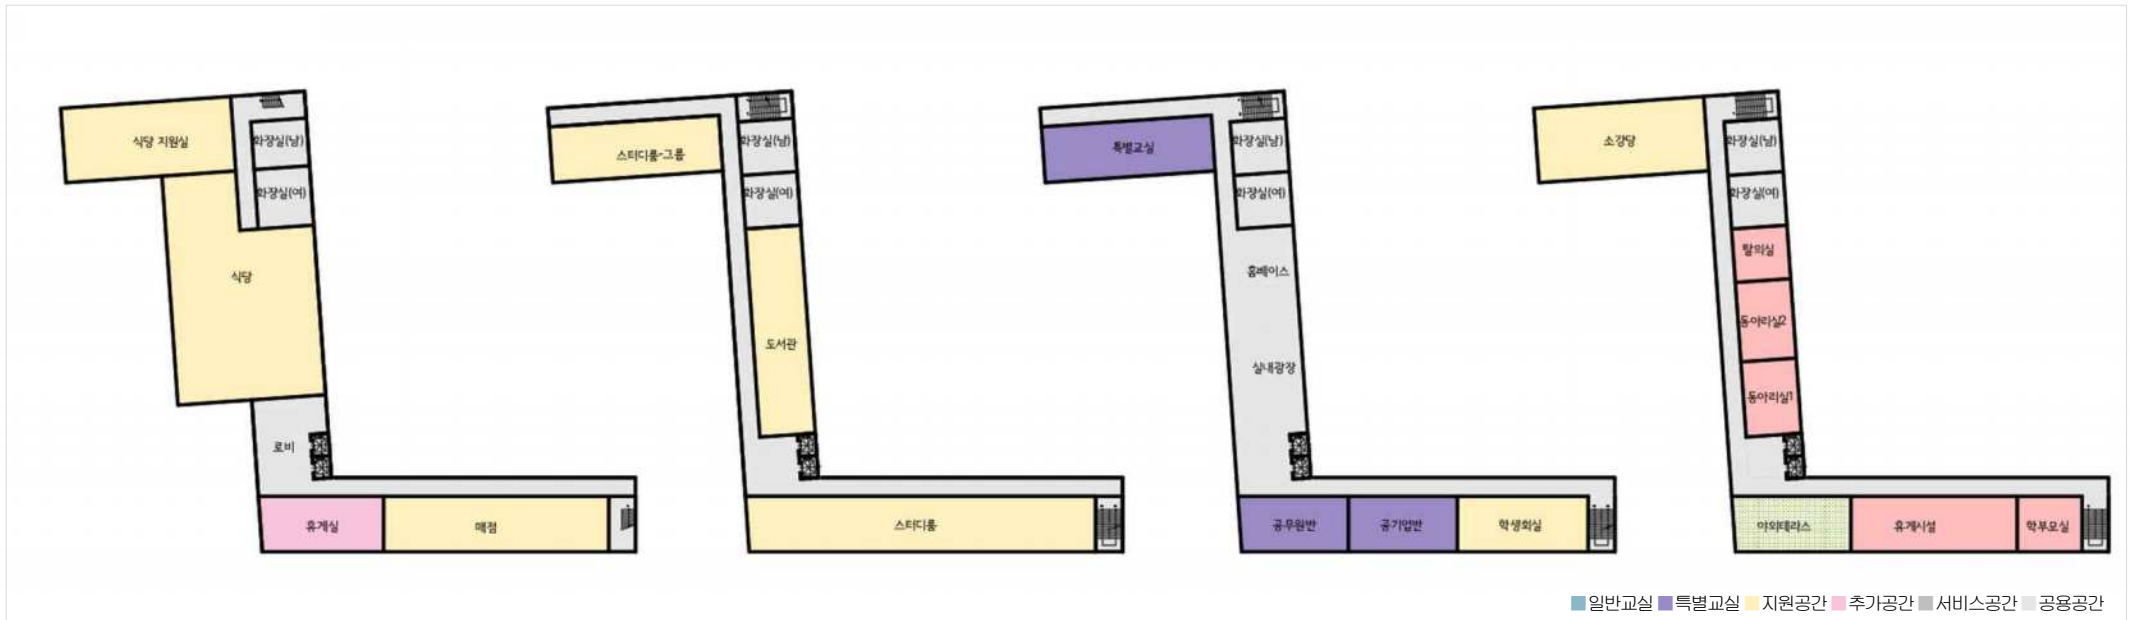 식당 지원실
화장실(남)
화장실(여)
식당
로비
휴게실
매점
스터디룸-그룹
화장실(남)
화장실(여)
도서관
스터디룸
특별교실
화장실(남)
화장실(여)
홈베이스
실내광장
공무원반
공기업반
학생회실
소강당
화장실(남)
화장실(여)
탈의실
동아리실2
동아리실1
야외테라스
휴게시설
학부모실
일반교실 특별교실 지원공간 추가공간 서비스공간 공용공간